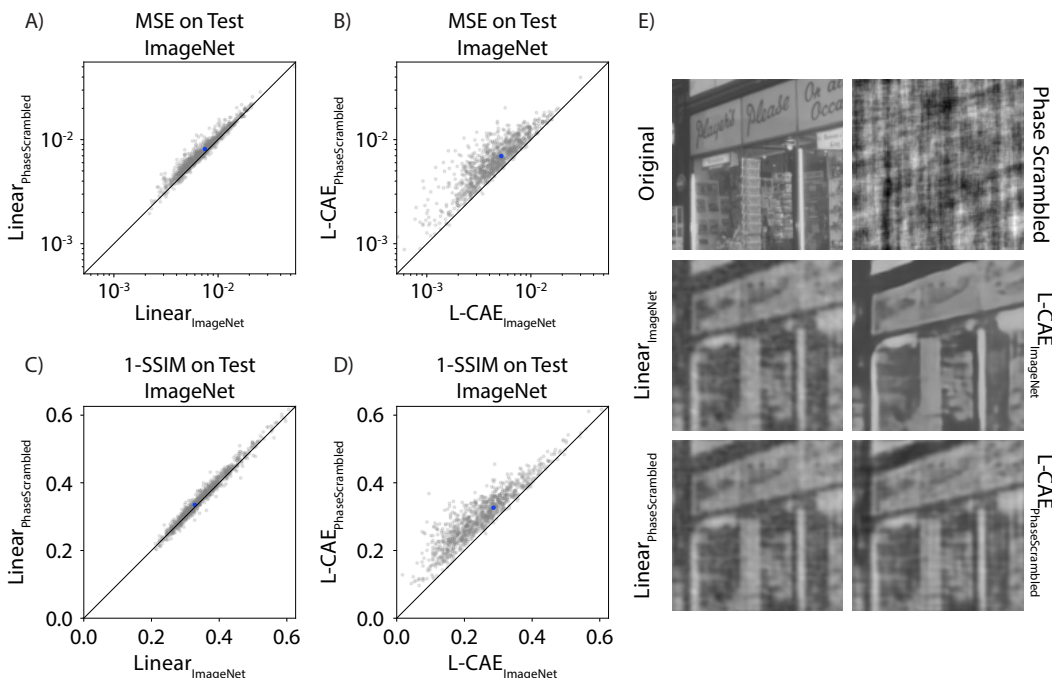 A)
MSE on Test
ImageNet
Linear_PhaseScrambled
10⁻²
10⁻³
10⁻³
10⁻²
Linear_ImageNet
B)
MSE on Test
ImageNet
L-CAE_PhaseScrambled
10⁻²
10⁻³
10⁻³
10⁻²
L-CAE_ImageNet
C)
1-SSIM on Test
ImageNet
Linear_PhaseScrambled
0.6
0.4
0.2
0.0
0.0
0.2
0.4
0.6
Linear_ImageNet
D)
1-SSIM on Test
ImageNet
L-CAE_PhaseScrambled
0.6
0.4
0.2
0.0
0.0
0.2
0.4
0.6
L-CAE_ImageNet
E)
Original
Player's
Please
On a
Occa
Phase Scrambled
Linear_ImageNet
L-CAE_ImageNet
Linear_PhaseScrambled
L-CAE_PhaseScrambled